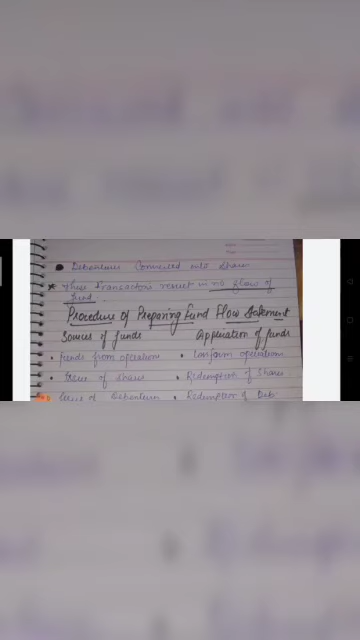 Debentures Converted into Shares
* These transactions result in no flow of
fund.
Procedure of Preparing Fund Flow Statement
Sources of funds Application of funds
• funds from operations • Loss from operations
• Issue of Shares • Redemption of Shares
Issue of Debentures • Redemption of Deb.